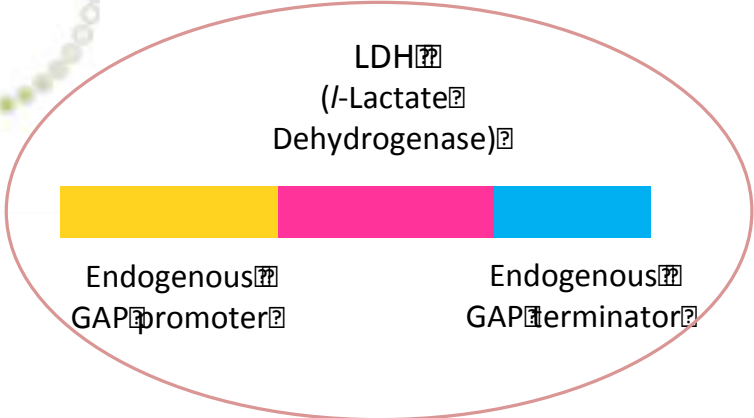 LDH⍰⍰
(l-Lactate⍰
Dehydrogenase)⍰
Endogenous⍰⍰
GAP⍰promoter⍰
Endogenous⍰⍰
GAP⍰terminator⍰